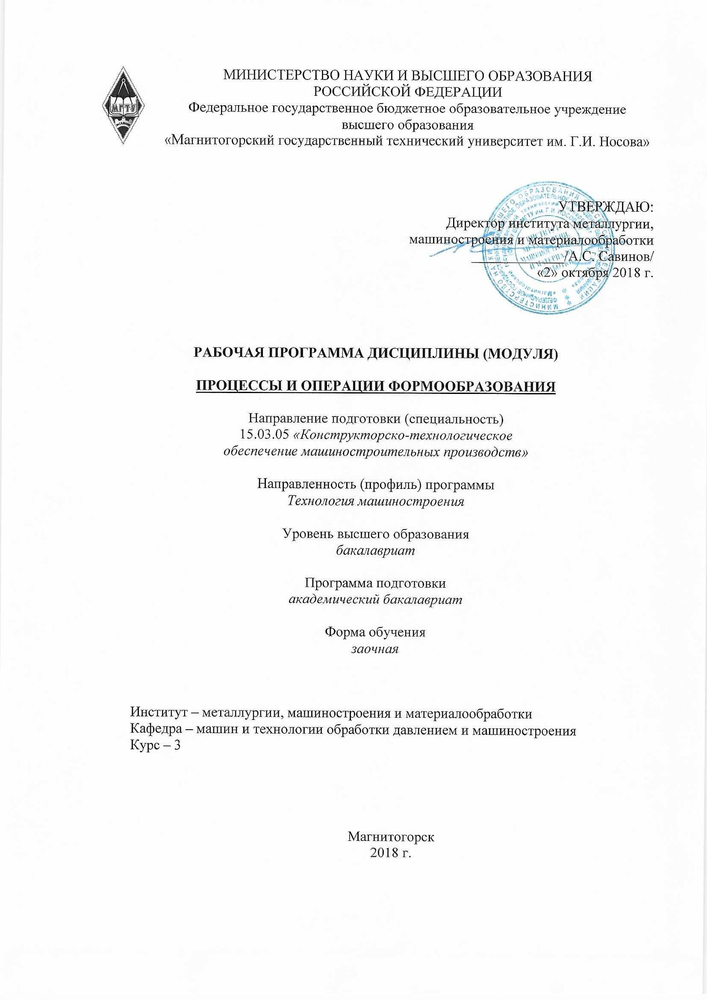 МИНИСТЕРСТВО НАУКИ И ВЫСШЕГО ОБРАЗОВАНИЯ
РОССИЙСКОЙ ФЕДЕРАЦИИ
Федеральное государственное бюджетное образовательное учреждение
высшего образования
«Магнитогорский государственный технический университет им. Г.И. Носова»
МГТУ
УТВЕРЖДАЮ:
Директор института металлургии,
машиностроения и материалообработки
/А.С. Савинов/
«2» октября 2018 г.
РАБОЧАЯ ПРОГРАММА ДИСЦИПЛИНЫ (МОДУЛЯ)
ПРОЦЕССЫ И ОПЕРАЦИИ ФОРМООБРАЗОВАНИЯ
Направление подготовки (специальность)
15.03.05 «Конструкторско-технологическое
обеспечение машиностроительных производств»
Направленность (профиль) программы
Технология машиностроения
Уровень высшего образования
бакалавриат
Программа подготовки
академический бакалавриат
Форма обучения
заочная
Институт – металлургии, машиностроения и материалообработки
Кафедра – машин и технологии обработки давлением и машиностроения
Курс – 3
Магнитогорск
2018 г.